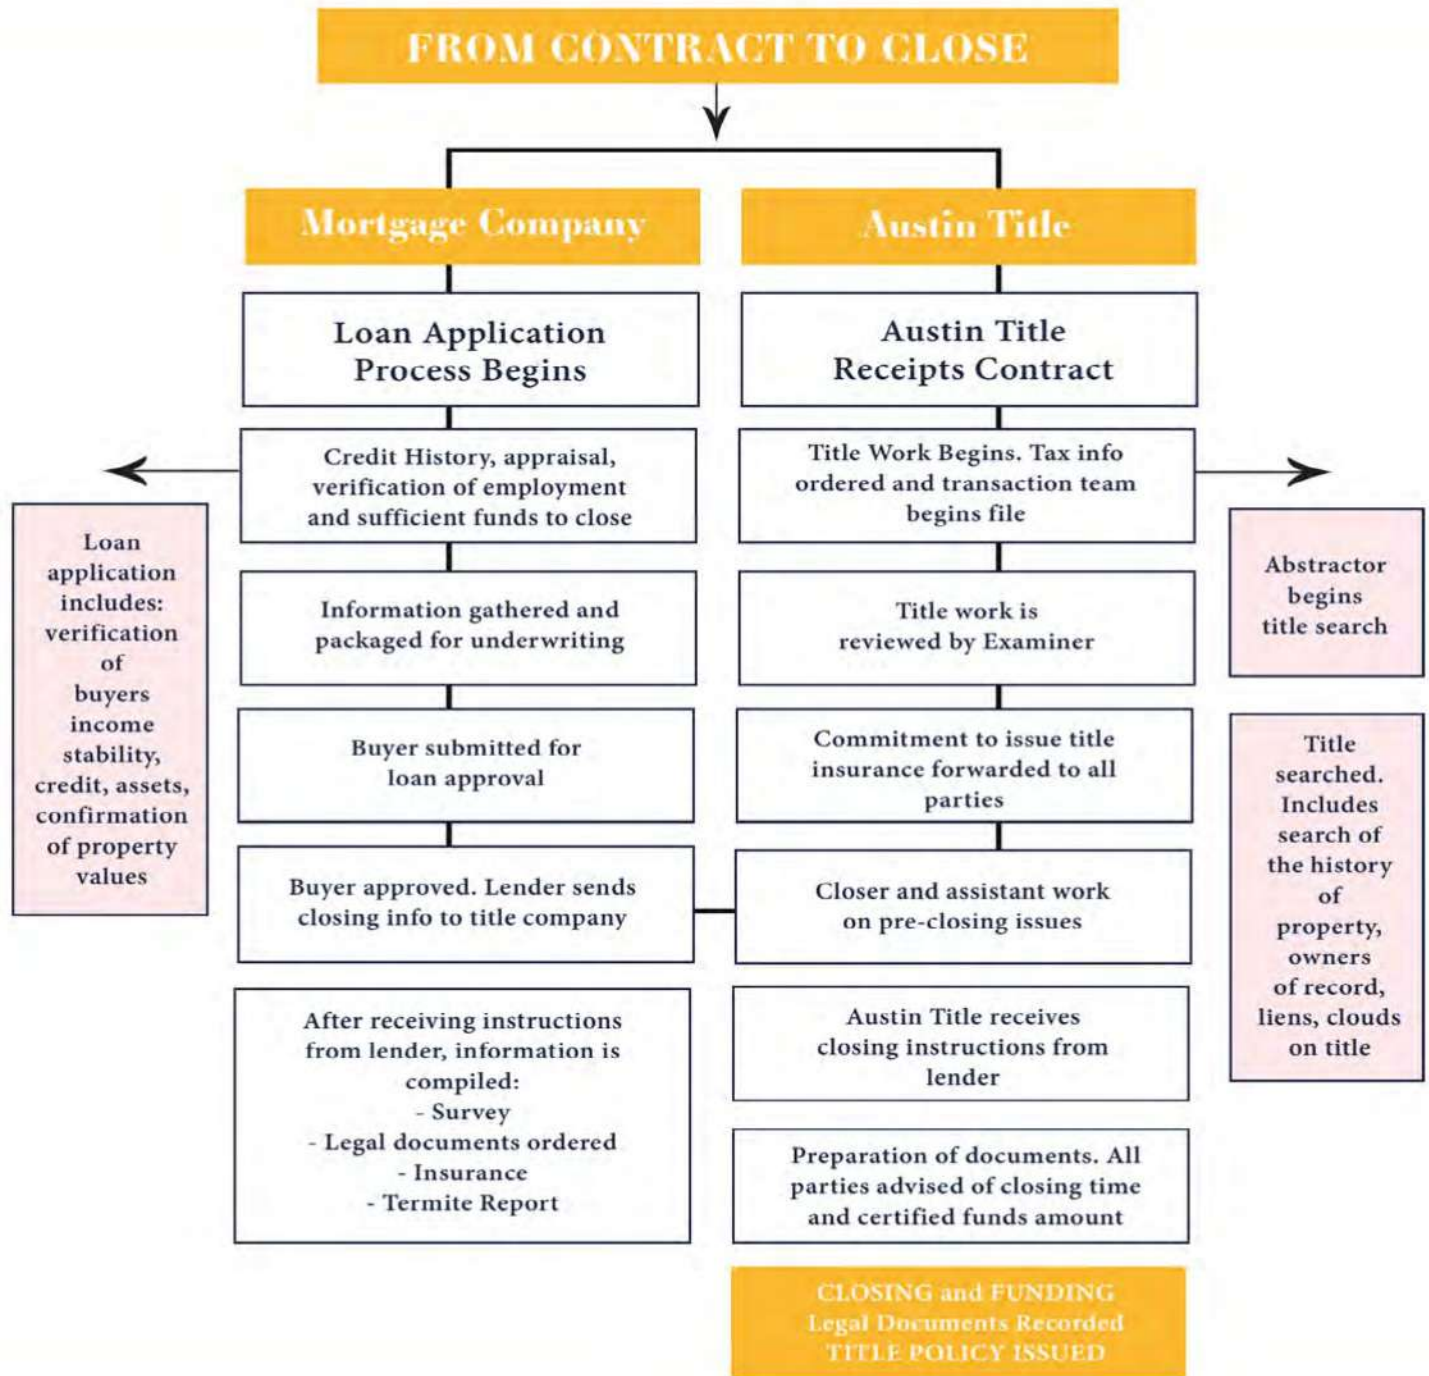 FROM CONTRACT TO CLOSE
Mortgage Company
Loan Application
Process Begins
Credit History, appraisal,
verification of employment
and sufficient funds to close
Loan
application
includes:
verification
of
buyers
income
stability,
credit, assets,
confirmation
of property
values
Information gathered and
packaged for underwriting
Buyer submitted for
loan approval
Buyer approved. Lender sends
closing info to title company
After receiving instructions
from lender, information is
compiled:
- Survey
- Legal documents ordered
- Insurance
- Termite Report
Austin Title
Austin Title
Receipts Contract
Title Work Begins. Tax info
ordered and transaction team
begins file
Abstractor
begins
title search
Title
searched.
Includes
search of
the history
of
property,
owners
of record,
liens, clouds
on title
Title work is
reviewed by Examiner
Commitment to issue title
insurance forwarded to all
parties
Closer and assistant work
on pre-closing issues
Austin Title receives
closing instructions from
lender
Preparation of documents. All
parties advised of closing time
and certified funds amount
CLOSING and FUNDING
Legal Documents Recorded
TITLE POLICY ISSUED